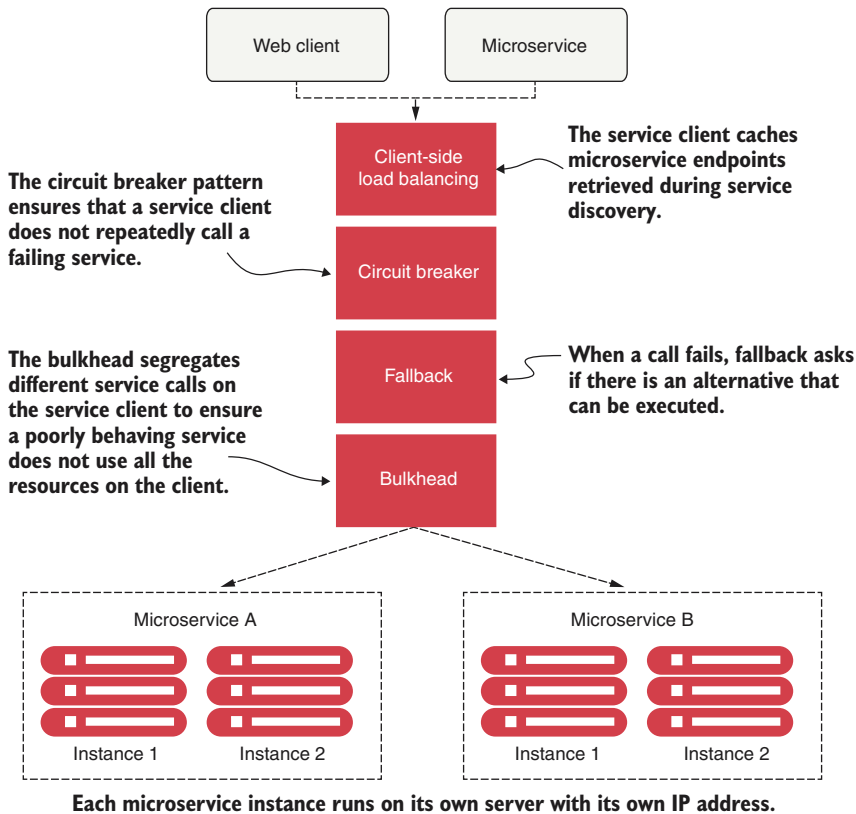 Web client
Microservice
Client-side
load balancing
The service client caches
microservice endpoints
retrieved during service
discovery.
The circuit breaker pattern
ensures that a service client
does not repeatedly call a
failing service.
Circuit breaker
The bulkhead segregates
different service calls on
the service client to ensure
a poorly behaving service
does not use all the
resources on the client.
Fallback
When a call fails, fallback asks
if there is an alternative that
can be executed.
Bulkhead
Microservice A
Instance 1
Instance 2
Microservice B
Instance 1
Instance 2
Each microservice instance runs on its own server with its own IP address.